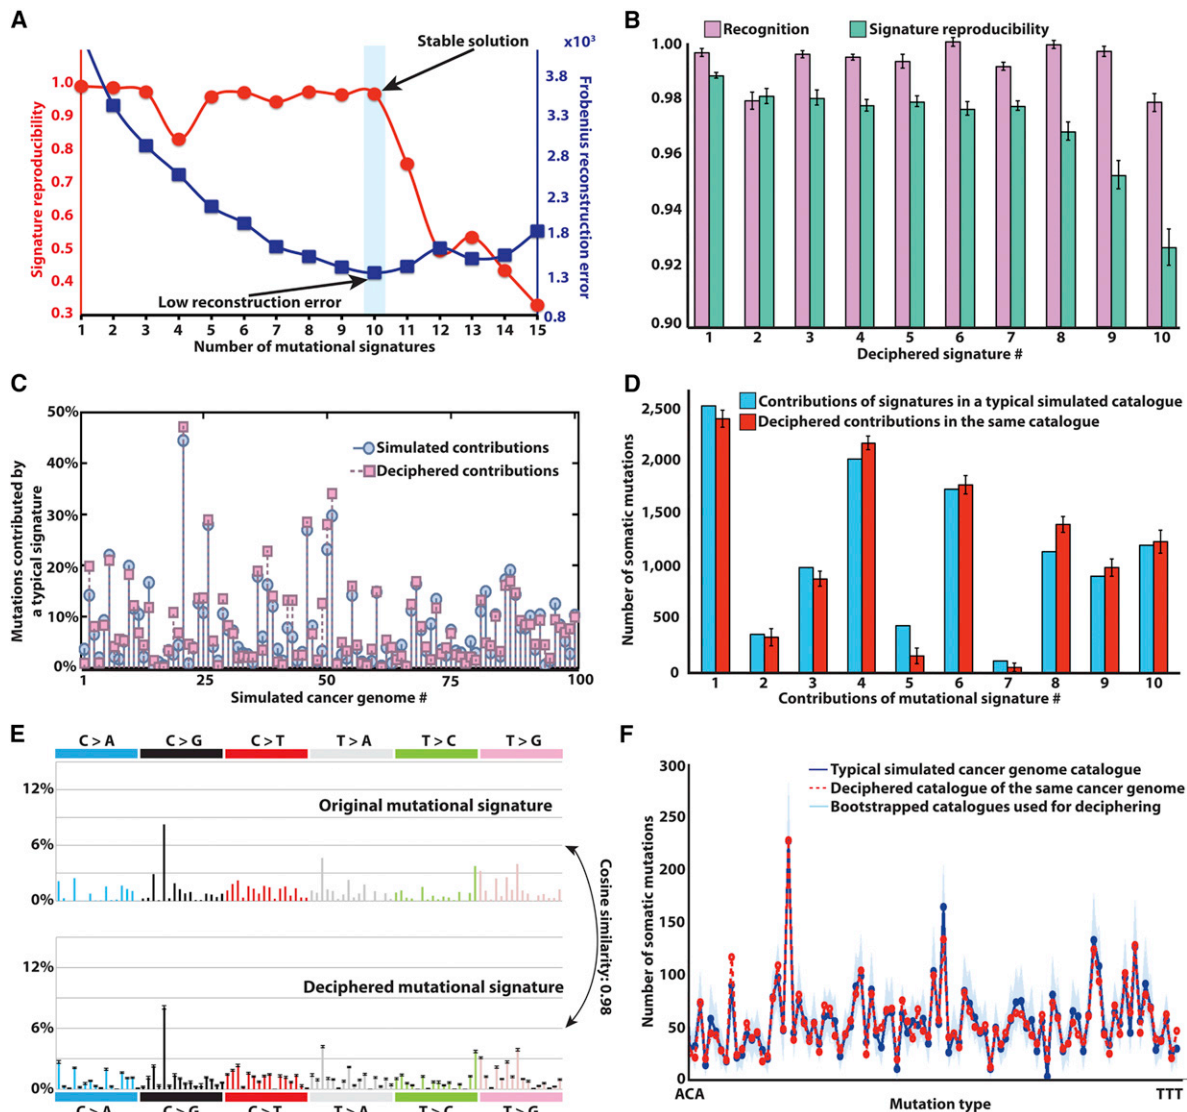 A
Stable solution
x10³
Signature reproducibility
1.0
0.9
0.8
0.7
0.6
0.5
0.4
0.3
3.8
3.3
2.8
2.3
1.8
1.3
0.8
Frobenius reconstruction error
Low reconstruction error
1 2 3 4 5 6 7 8 9 10 11 12 13 14 15
Number of mutational signatures
B
Recognition
Signature reproducibility
1.00
0.98
0.96
0.94
0.92
0.90
1 2 3 4 5 6 7 8 9 10
Deciphered signature #
C
Mutations contributed by
a typical signature
50%
40%
30%
20%
10%
0%
Simulated contributions
Deciphered contributions
1 25 50 75 100
Simulated cancer genome #
D
Contributions of signatures in a typical simulated catalogue
Deciphered contributions in the same catalogue
Number of somatic mutations
2,500
2,000
1,500
1,000
500
0
1 2 3 4 5 6 7 8 9 10
Contributions of mutational signature #
E
C > A C > G C > T T > A T > C T > G
12%
6%
0%
Original mutational signature
Cosine similarity: 0.98
12%
6%
0%
Deciphered mutational signature
C > A C > G C > T T > A T > C T > G
F
Typical simulated cancer genome catalogue
Deciphered catalogue of the same cancer genome
Bootstrapped catalogues used for deciphering
Number of somatic mutations
300
250
200
150
100
50
0
ACA TTT
Mutation type